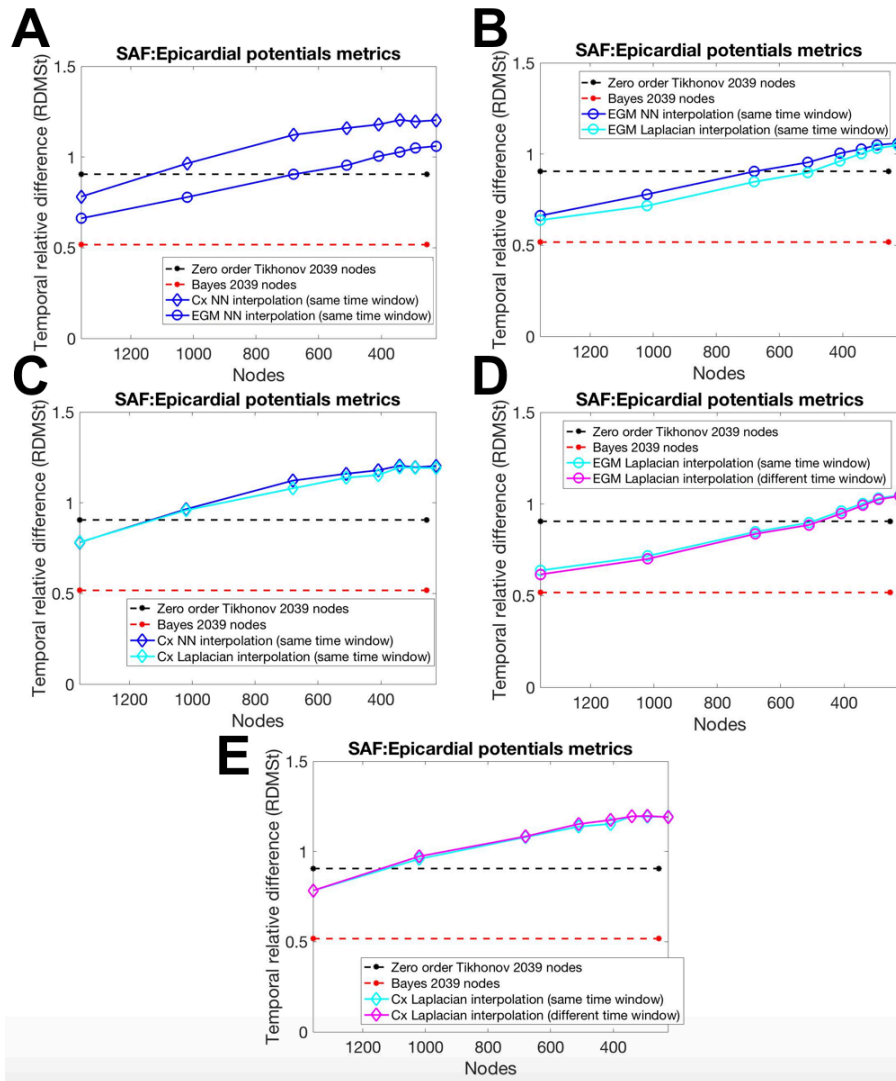 A
SAF:Epicardial potentials metrics
Temporal relative difference (RDMSt)
1.5
1
0.5
0
Zero order Tikhonov 2039 nodes
Bayes 2039 nodes
Cx NN interpolation (same time window)
EGM NN interpolation (same time window)
1200 1000 800 600 400
Nodes
B
SAF:Epicardial potentials metrics
Temporal relative difference (RDMSt)
1.5
1
0.5
0
Zero order Tikhonov 2039 nodes
Bayes 2039 nodes
EGM NN interpolation (same time window)
EGM Laplacian interpolation (same time window)
1200 1000 800 600 400
Nodes
C
SAF:Epicardial potentials metrics
Temporal relative difference (RDMSt)
1.5
1
0.5
0
Zero order Tikhonov 2039 nodes
Bayes 2039 nodes
Cx NN interpolation (same time window)
Cx Laplacian interpolation (same time window)
1200 1000 800 600 400
Nodes
D
SAF:Epicardial potentials metrics
Temporal relative difference (RDMSt)
1.5
1
0.5
0
Zero order Tikhonov 2039 nodes
Bayes 2039 nodes
EGM Laplacian interpolation (same time window)
EGM Laplacian interpolation (different time window)
1200 1000 800 600 400
Nodes
E
SAF:Epicardial potentials metrics
Temporal relative difference (RDMSt)
1.5
1
0.5
0
Zero order Tikhonov 2039 nodes
Bayes 2039 nodes
Cx Laplacian interpolation (same time window)
Cx Laplacian interpolation (different time window)
1200 1000 800 600 400
Nodes